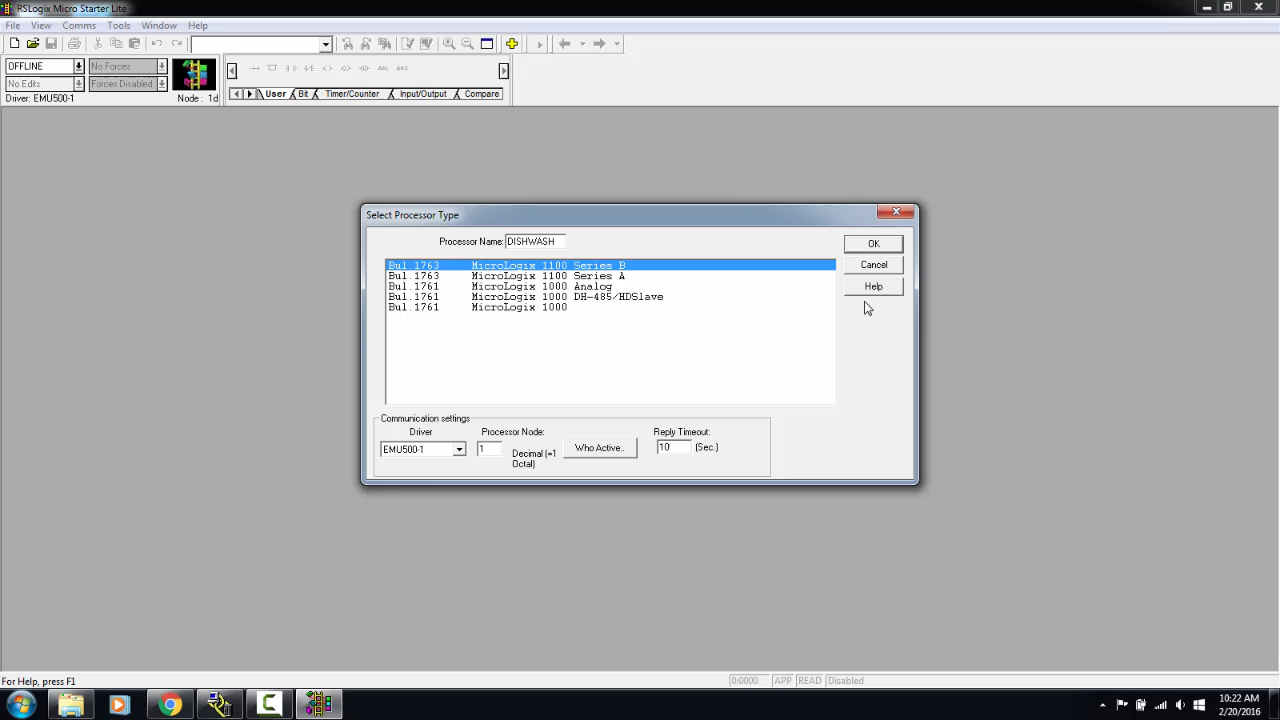 RSLogix Micro Starter Lite
File View Comms Tools Window Help
OFFLINE No Forces
No Edits Forces Disabled
Driver: EMU500-1 Node : 1d
User Bit Timer/Counter Input/Output Compare
Select Processor Type
Processor Name: DISHWASH
OK
Cancel
Help
Bul.1763 MicroLogix 1100 Series B
Bul.1763 MicroLogix 1100 Series A
Bul.1761 MicroLogix 1000 Analog
Bul.1761 MicroLogix 1000 DH-485/HDSlave
Bul.1761 MicroLogix 1000
Communication settings
Driver Processor Node: Reply Timeout:
EMU500-1 1 Decimal (=1 Octal) Who Active.. 10 (Sec.)
For Help, press F1 0:0000 APP READ Disabled
10:22 AM
2/20/2016